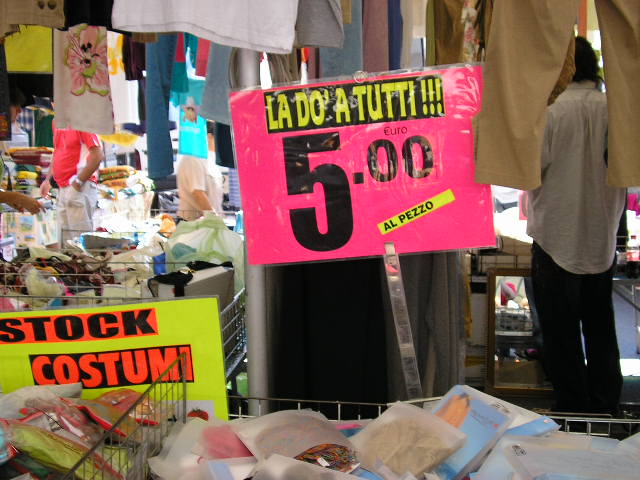 LA DO' A TUTTI !!!
Euro
5.00
AL PEZZO
STOCK
COSTUMI